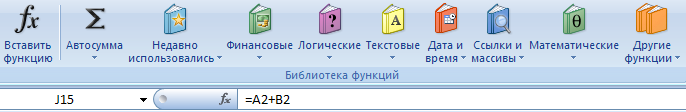 fx Σ ? A θ
Вставить функцию
Автосумма
Недавно использовались
Финансовые
Логические
Текстовые
Дата и время
Ссылки и массивы
Математические
Другие функции
Библиотека функций
J15 fx =A2+B2